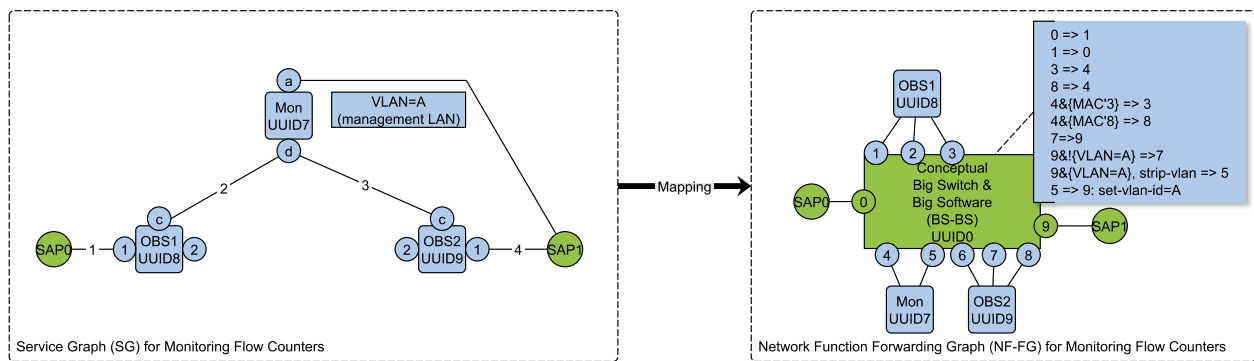 a
Mon
UUID7
d
VLAN=A
(management LAN)
2
3
c
c
SAP0
1
1
OBS1
UUID8
2
2
OBS2
UUID9
1
4
SAP1
Service Graph (SG) for Monitoring Flow Counters
Mapping
0 => 1
1 => 0
3 => 4
8 => 4
4&{MAC'3} => 3
4&{MAC'8} => 8
7=>9
9&!{VLAN=A} =>7
9&{VLAN=A}, strip-vlan => 5
5 => 9: set-vlan-id=A
OBS1
UUID8
1
2
3
Conceptual
Big Switch &
Big Software
(BS-BS)
UUID0
SAP0
0
9
SAP1
4
5
6
7
8
Mon
UUID7
OBS2
UUID9
Network Function Forwarding Graph (NF-FG) for Monitoring Flow Counters